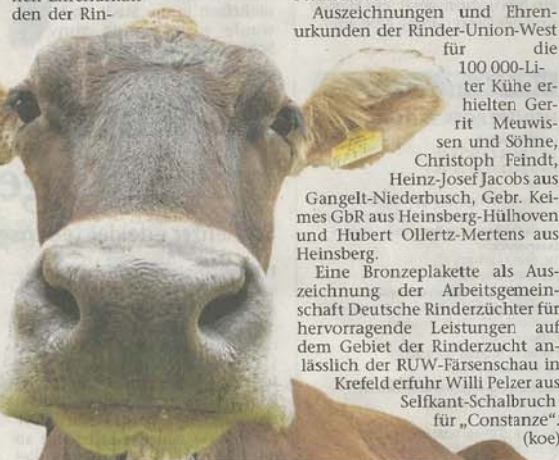 den der Rin-
Auszeichnungen und Ehren-
urkunden der Rinder-Union-West
für die
100 000-Li-
ter Kühe er-
hielten Ger-
rit Meuwis-
sen und Söhne,
Christoph Feindt,
Heinz-Josef Jacobs aus
Gangelt-Niederbusch, Gebr. Kei-
mes GbR aus Heinsberg-Hülhoven
und Hubert Ollertz-Mertens aus
Heinsberg.
Eine Bronzeplakette als Aus-
zeichnung der Arbeitsgemein-
schaft Deutsche Rinderzüchter für
hervorragende Leistungen auf
dem Gebiet der Rinderzucht an-
lässlich der RUW-Färsenschau in
Krefeld erfuhr Willi Pelzer aus
Selfkant-Schalbruch
für „Constanze“.
(koe)